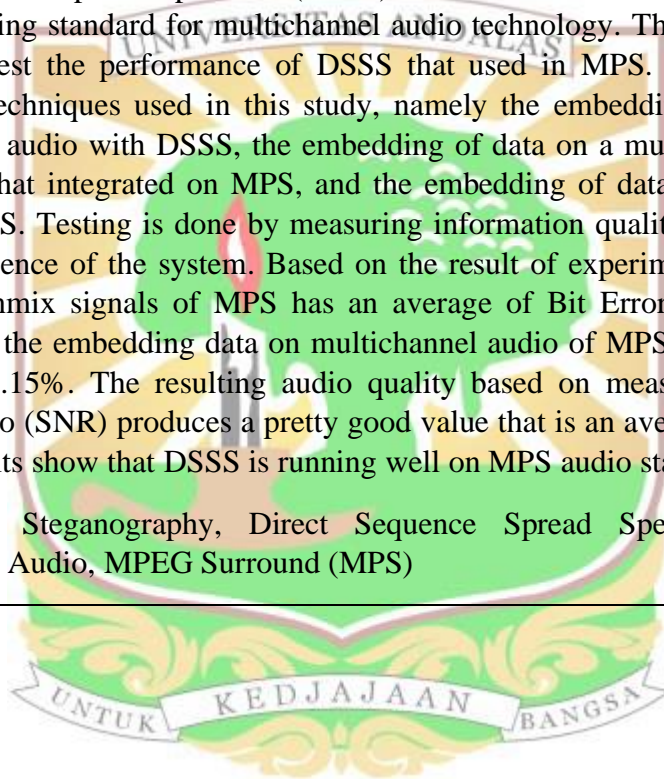 ing standard for multichannel audio technology. Th
UNIVERSITAS ANDALAS
est the performance of DSSS that used in MPS.
echniques used in this study, namely the embeddi
audio with DSSS, the embedding of data on a mu
hat integrated on MPS, and the embedding of data
S. Testing is done by measuring information qualit
ence of the system. Based on the result of experim
nmix signals of MPS has an average of Bit Error
the embedding data on multichannel audio of MPS
.15%. The resulting audio quality based on meas
o (SNR) produces a pretty good value that is an ave
ts show that DSSS is running well on MPS audio sta
Steganography, Direct Sequence Spread Spe
Audio, MPEG Surround (MPS)
UNTUK KEDJAJAAN BANGSA